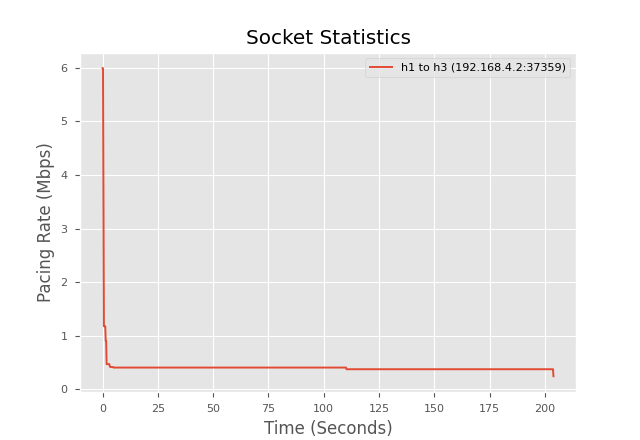 Socket Statistics
h1 to h3 (192.168.4.2:37359)
Pacing Rate (Mbps)
6
5
4
3
2
1
0
0 25 50 75 100 125 150 175 200
Time (Seconds)